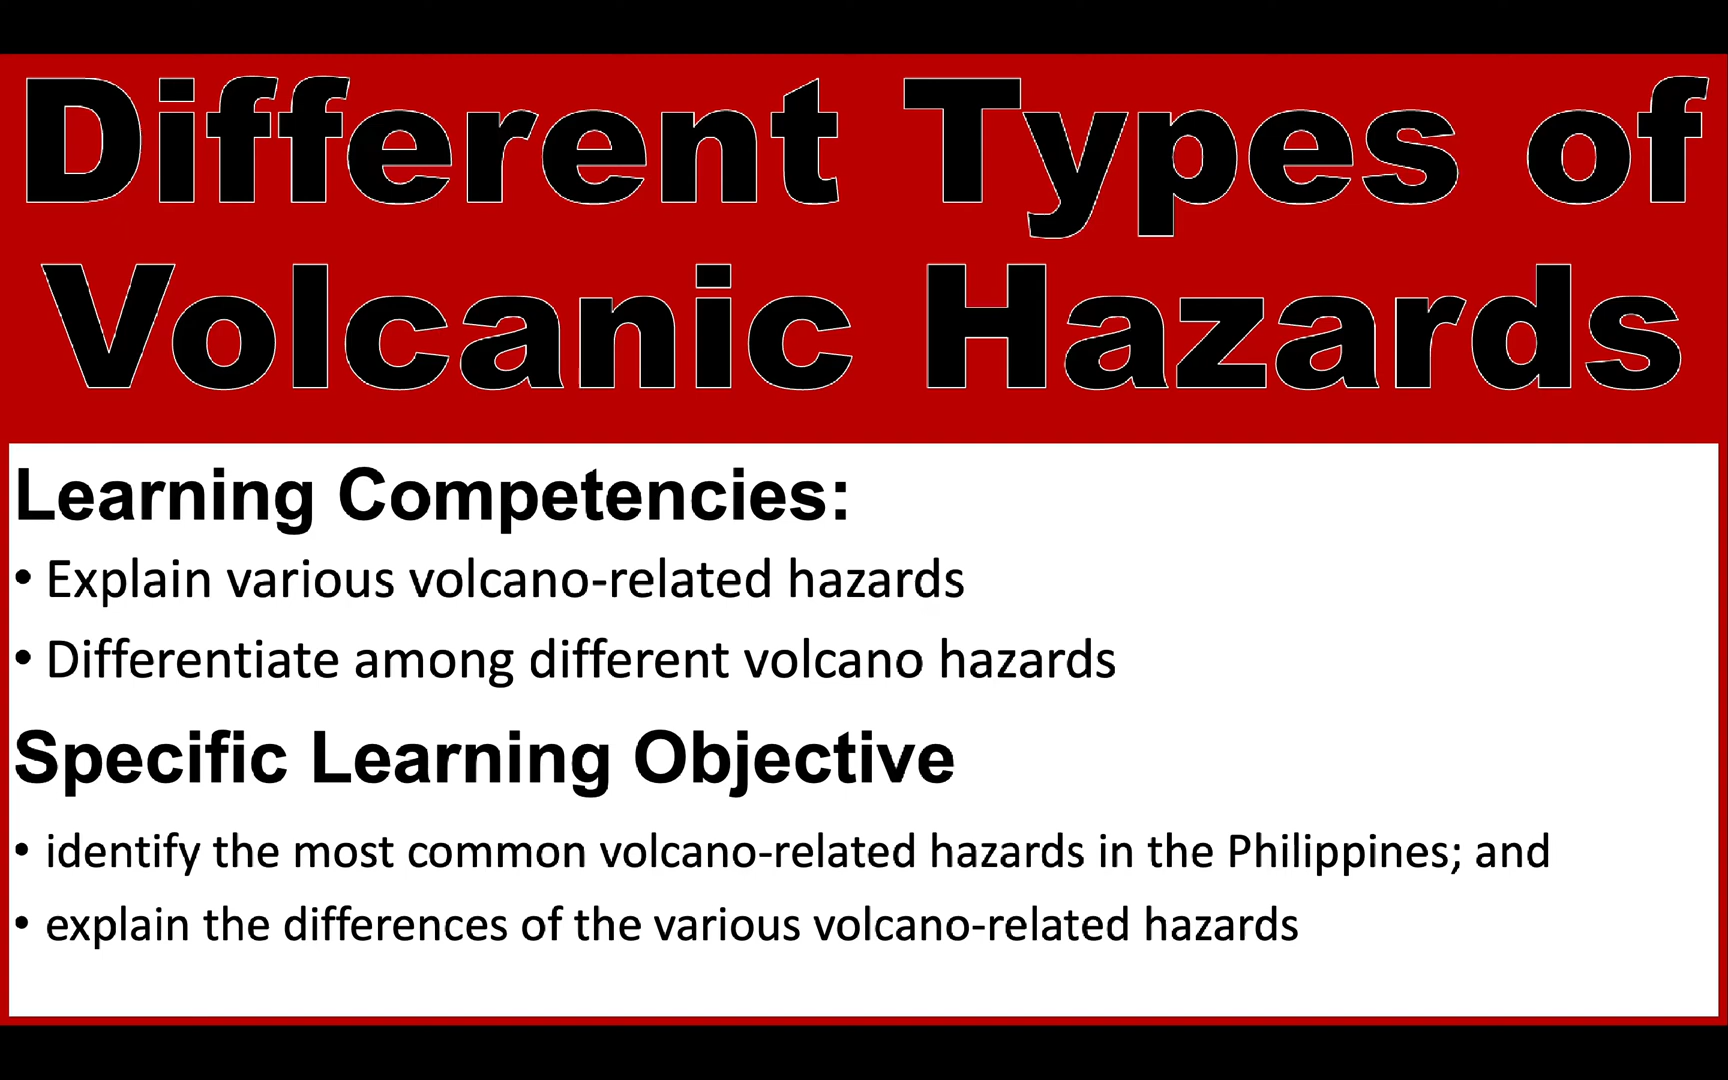 Different Types of
Volcanic Hazards
Learning Competencies:
• Explain various volcano-related hazards
• Differentiate among different volcano hazards
Specific Learning Objective
• identify the most common volcano-related hazards in the Philippines; and
• explain the differences of the various volcano-related hazards